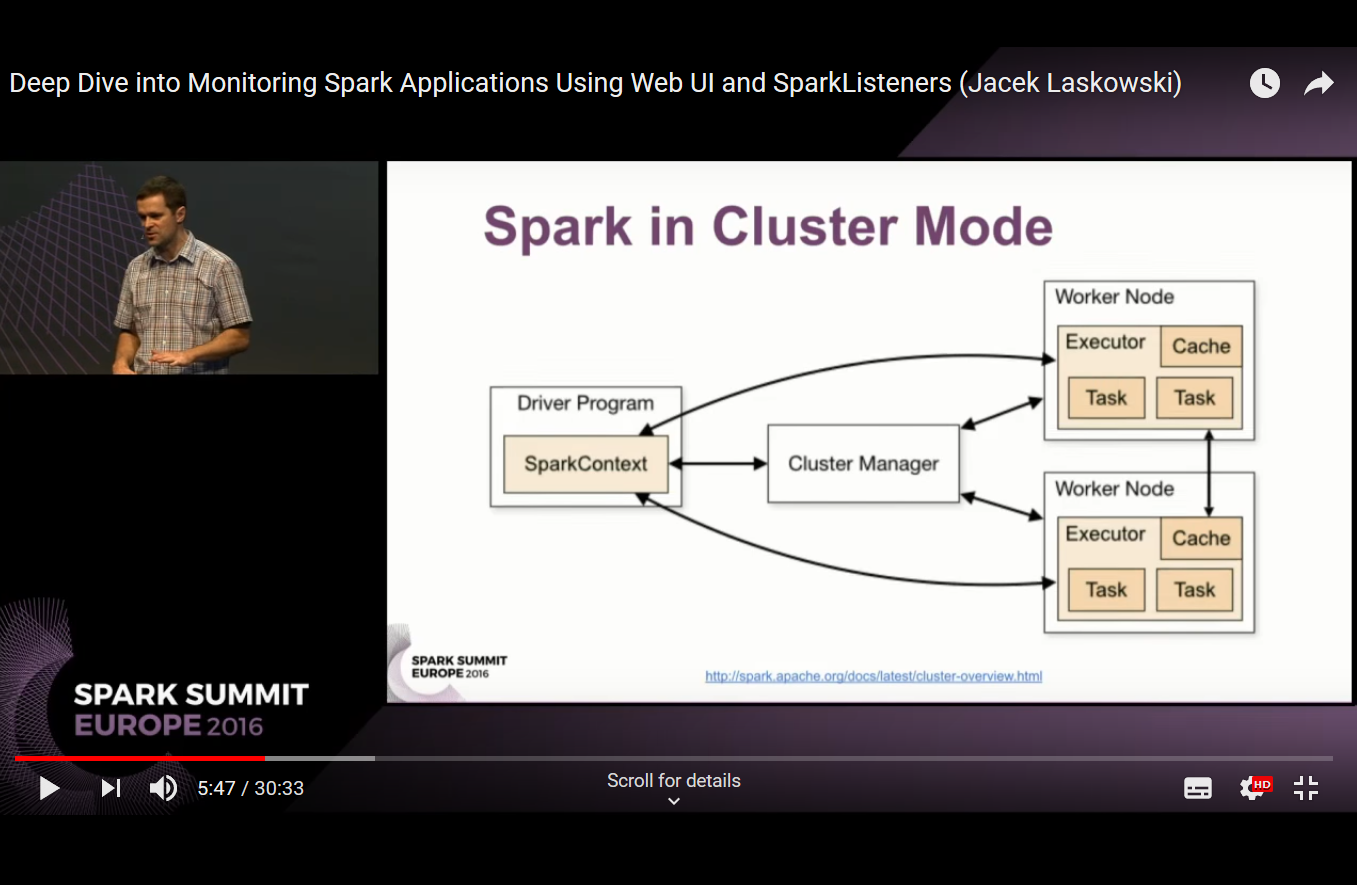 Deep Dive into Monitoring Spark Applications Using Web UI and SparkListeners (Jacek Laskowski)
Spark in Cluster Mode
Driver Program
SparkContext
Cluster Manager
Worker Node
Executor
Cache
Task
Task
Worker Node
Executor
Cache
Task
Task
SPARK SUMMIT
EUROPE 2016
http://spark.apache.org/docs/latest/cluster-overview.html
SPARK SUMMIT
EUROPE 2016
5:47 / 30:33
Scroll for details
HD